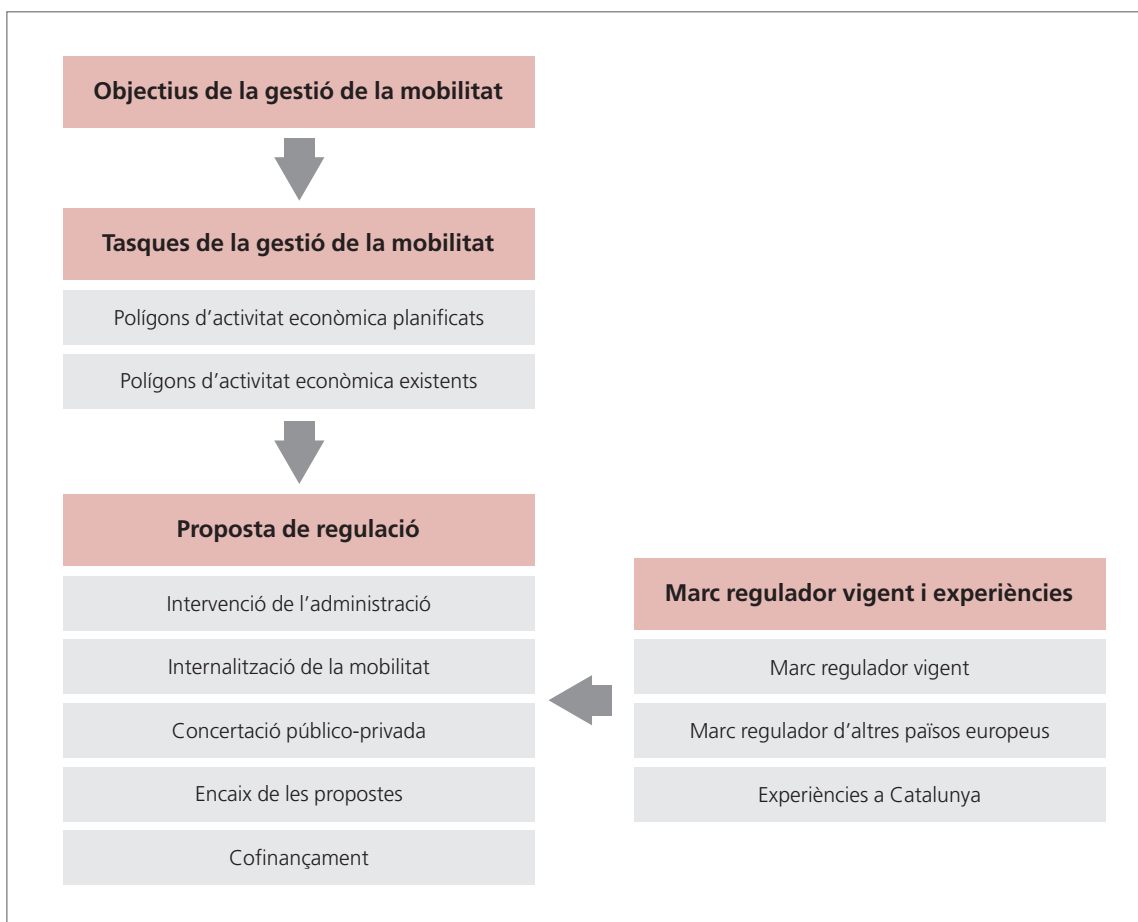 Objectius de la gestió de la mobilitat
Tasques de la gestió de la mobilitat
Polígons d’activitat econòmica planificats
Polígons d’activitat econòmica existents
Proposta de regulació
Intervenció de l’administració
Internalització de la mobilitat
Concertació público-privada
Encaix de les propostes
Cofinançament
Marc regulador vigent i experiències
Marc regulador vigent
Marc regulador d’altres països europeus
Experiències a Catalunya